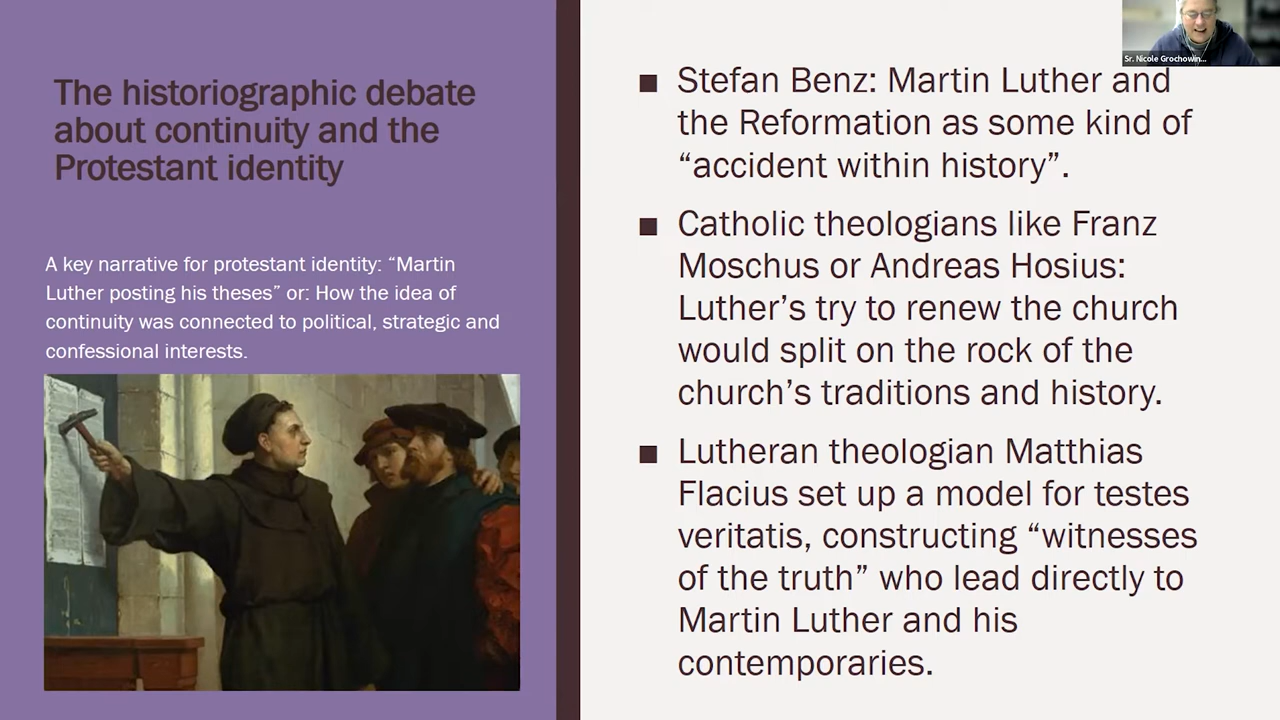 The historiographic debate
about continuity and the
Protestant identity
A key narrative for protestant identity: “Martin
Luther posting his theses” or: How the idea of
continuity was connected to political, strategic and
confessional interests.
■ Stefan Benz: Martin Luther and
the Reformation as some kind of
“accident within history”.
■ Catholic theologians like Franz
Moschus or Andreas Hosius:
Luther’s try to renew the church
would split on the rock of the
church’s traditions and history.
■ Lutheran theologian Matthias
Flacius set up a model for testes
veritatis, constructing “witnesses
of the truth” who lead directly to
Martin Luther and his
contemporaries.
Sr. Nicole Grochowin...